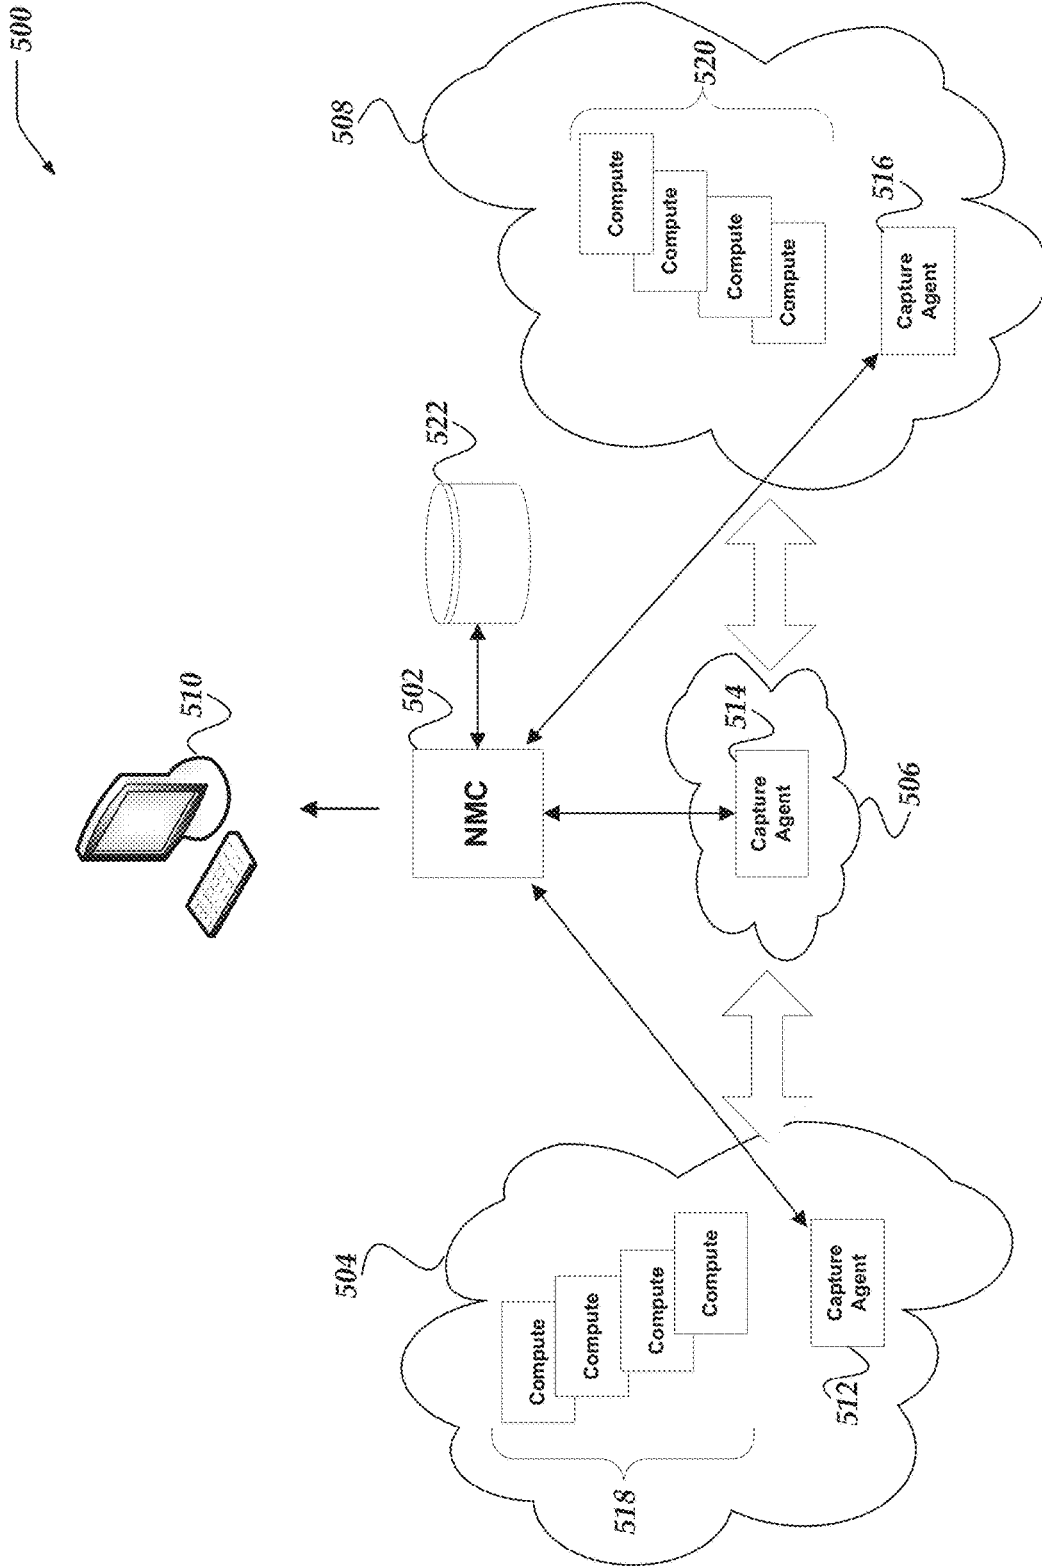 500
510
504
502
522
508
NMC
Compute
Compute
Compute
Compute
518
Compute
Compute
Compute
Compute
520
514
Capture
Agent
506
Capture
Agent
512
516
Capture
Agent